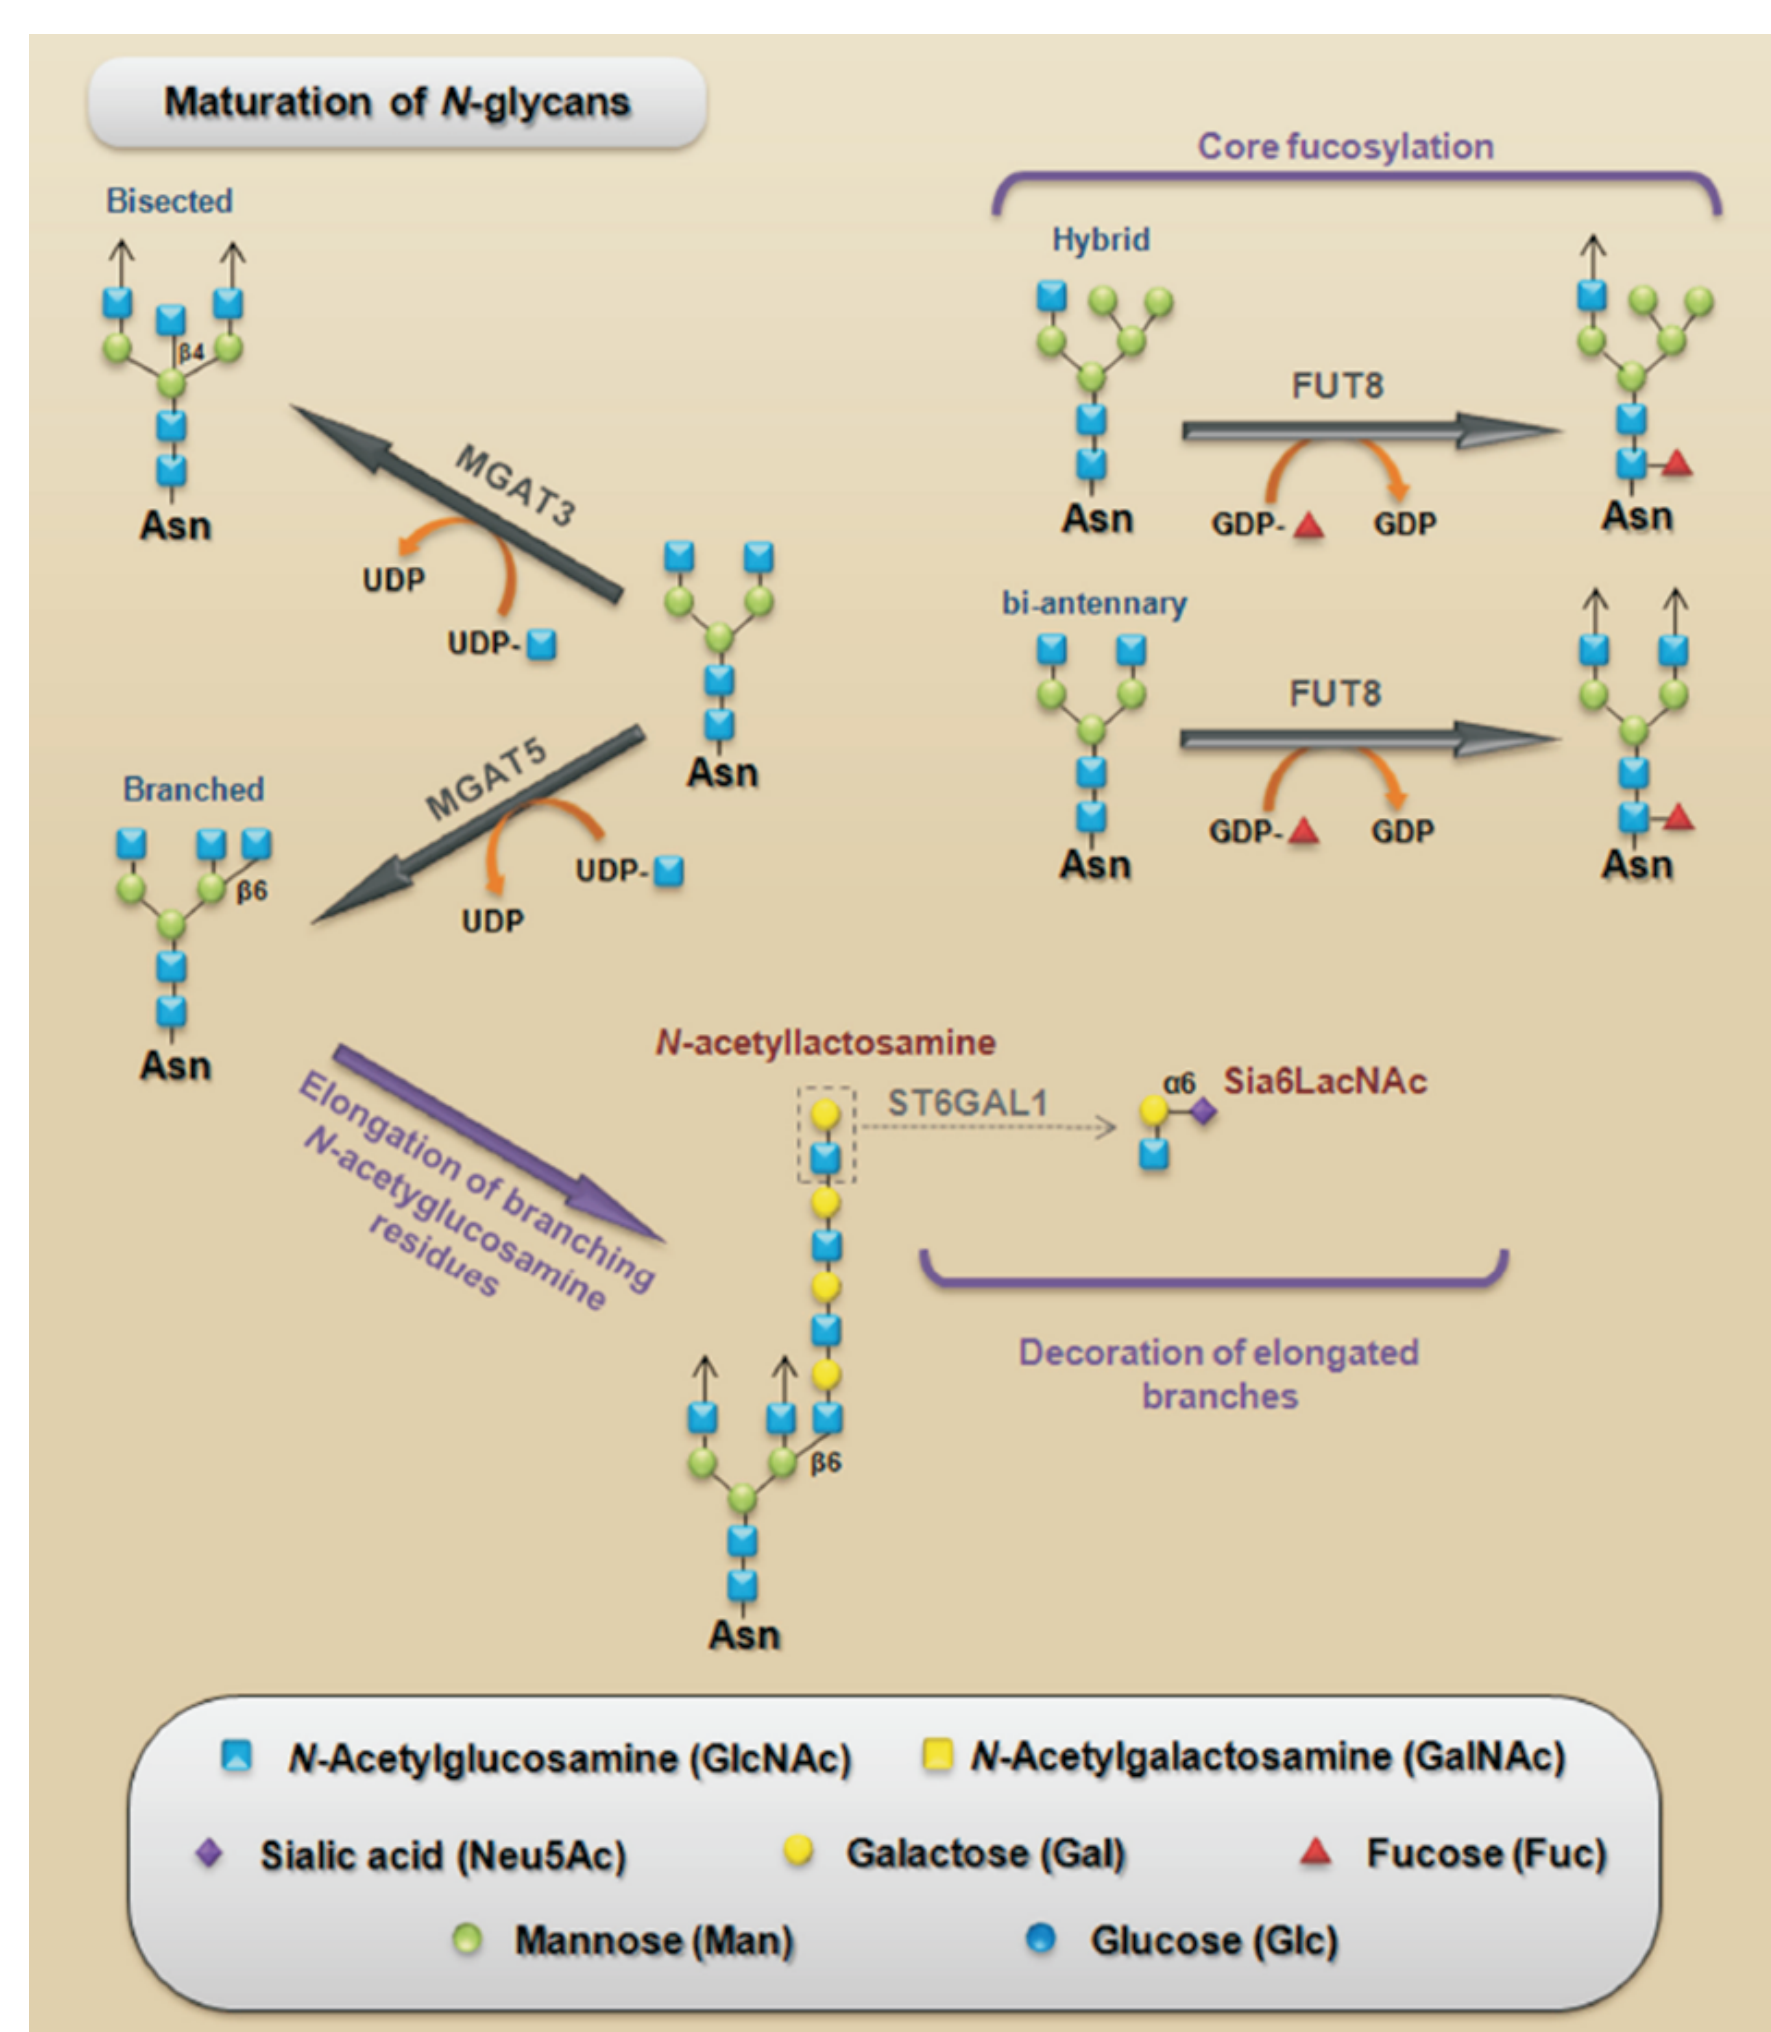 Maturation of N-glycans
Core fucosylation
Bisected
β4
Asn
MGAT3
UDP
UDP-
Asn
MGAT5
UDP-
UDP
Branched
β6
Asn
Hybrid
Asn
FUT8
GDP-
GDP
Asn
bi-antennary
Asn
FUT8
GDP-
GDP
Asn
Elongation of branching
N-acetyglucosamine
residues
N-acetyllactosamine
ST6GAL1
α6
Sia6LacNAc
Decoration of elongated
branches
β6
Asn
N-Acetylglucosamine (GlcNAc)
N-Acetylgalactosamine (GalNAc)
Sialic acid (Neu5Ac)
Galactose (Gal)
Fucose (Fuc)
Mannose (Man)
Glucose (Glc)